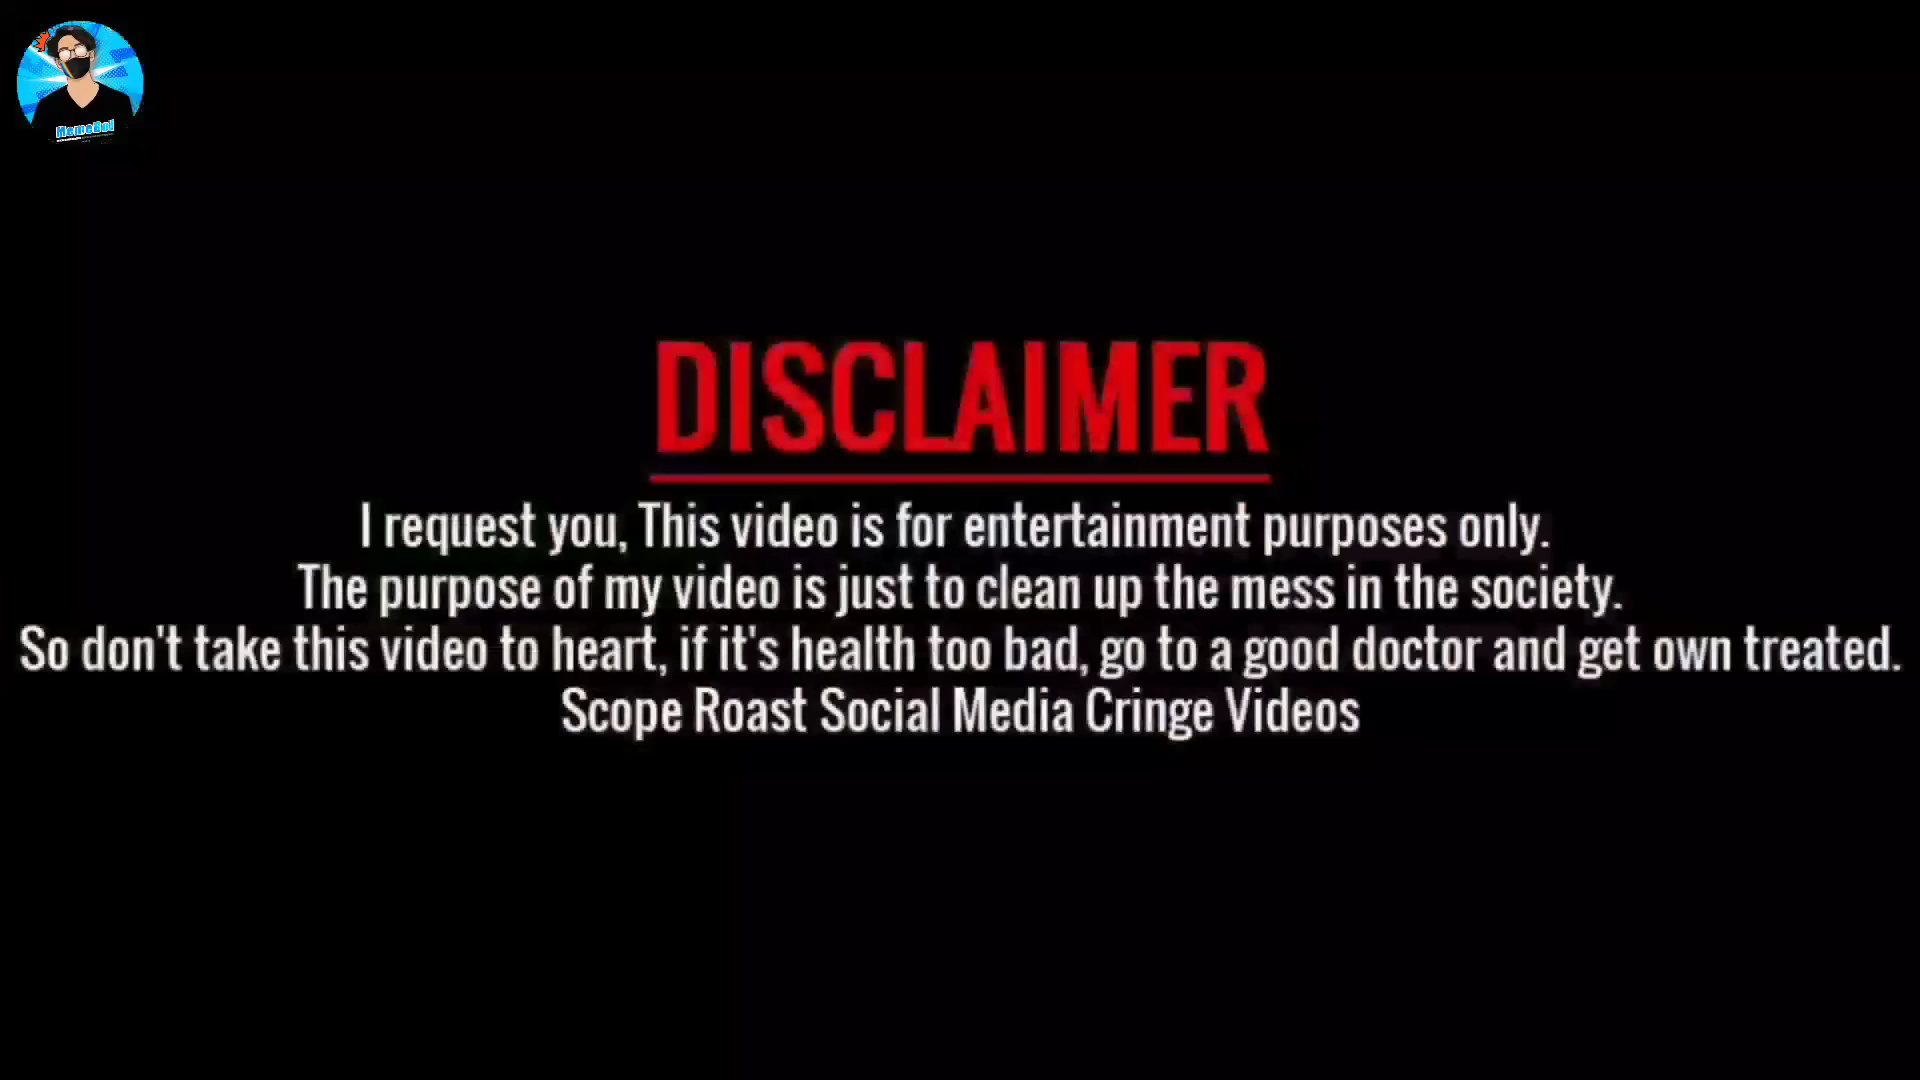 MemeBoi
DISCLAIMER
I request you, This video is for entertainment purposes only.
The purpose of my video is just to clean up the mess in the society.
So don't take this video to heart, if it's health too bad, go to a good doctor and get own treated.
Scope Roast Social Media Cringe Videos